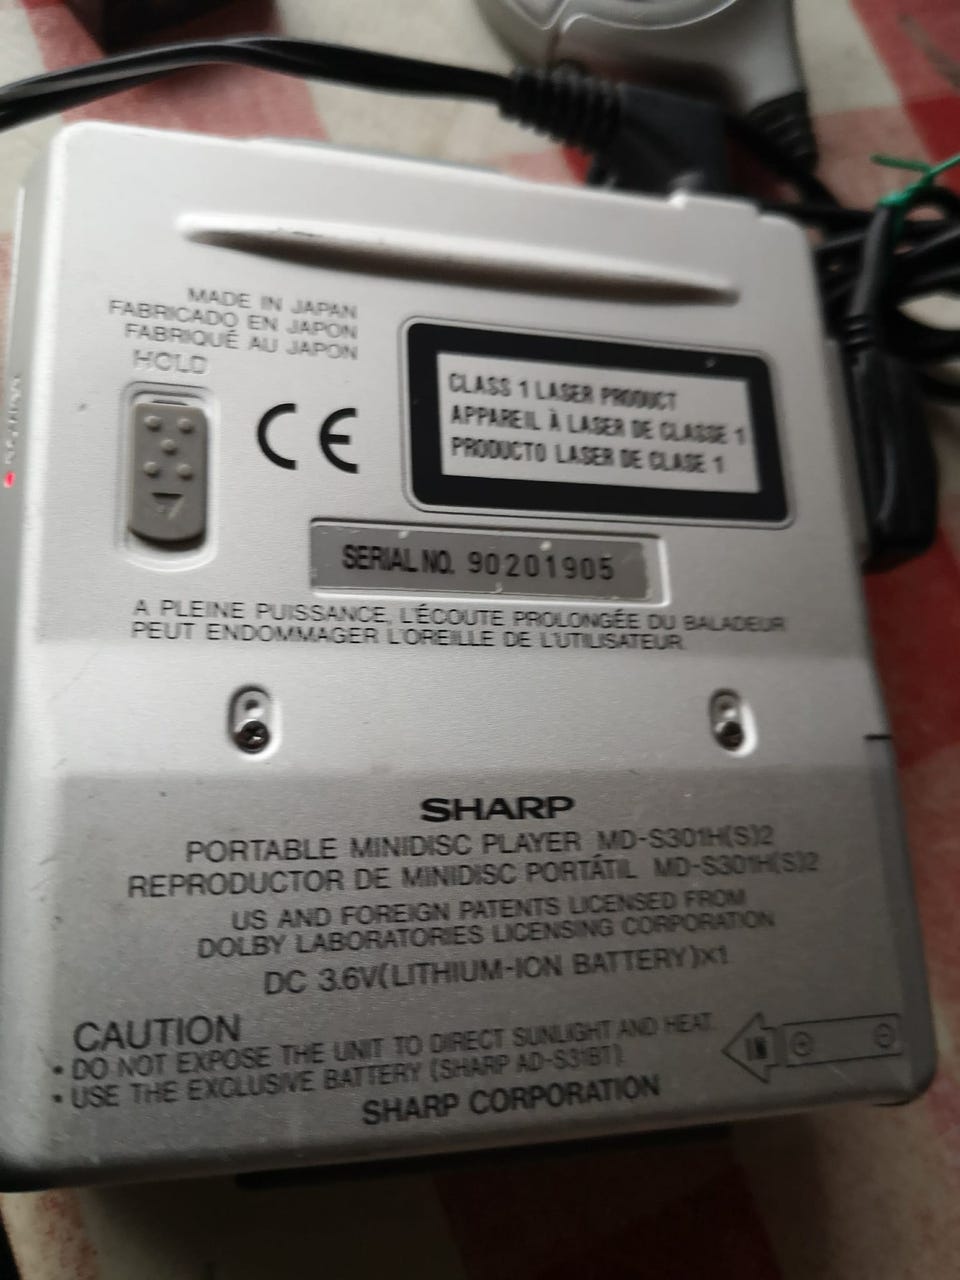 MADE IN JAPAN
FABRICADO EN JAPON
FABRIQUÉ AU JAPON
HOLD
CE
CLASS 1 LASER PRODUCT
APPAREIL À LASER DE CLASSE 1
PRODUCTO LASER DE CLASE 1
SERIAL NO. 90201905
A PLEINE PUISSANCE, L'ÉCOUTE PROLONGÉE DU BALADEUR
PEUT ENDOMMAGER L'OREILLE DE L'UTILISATEUR.
SHARP
PORTABLE MINIDISC PLAYER MD-S301H(S)2
REPRODUCTOR DE MINIDISC PORTÁTIL MD-S301H(S)2
US AND FOREIGN PATENTS LICENSED FROM
DOLBY LABORATORIES LICENSING CORPORATION
DC 3.6V(LITHIUM-ION BATTERY)×1
CAUTION
• DO NOT EXPOSE THE UNIT TO DIRECT SUNLIGHT AND HEAT.
• USE THE EXCLUSIVE BATTERY (SHARP AD-S31BT)
IN
SHARP CORPORATION